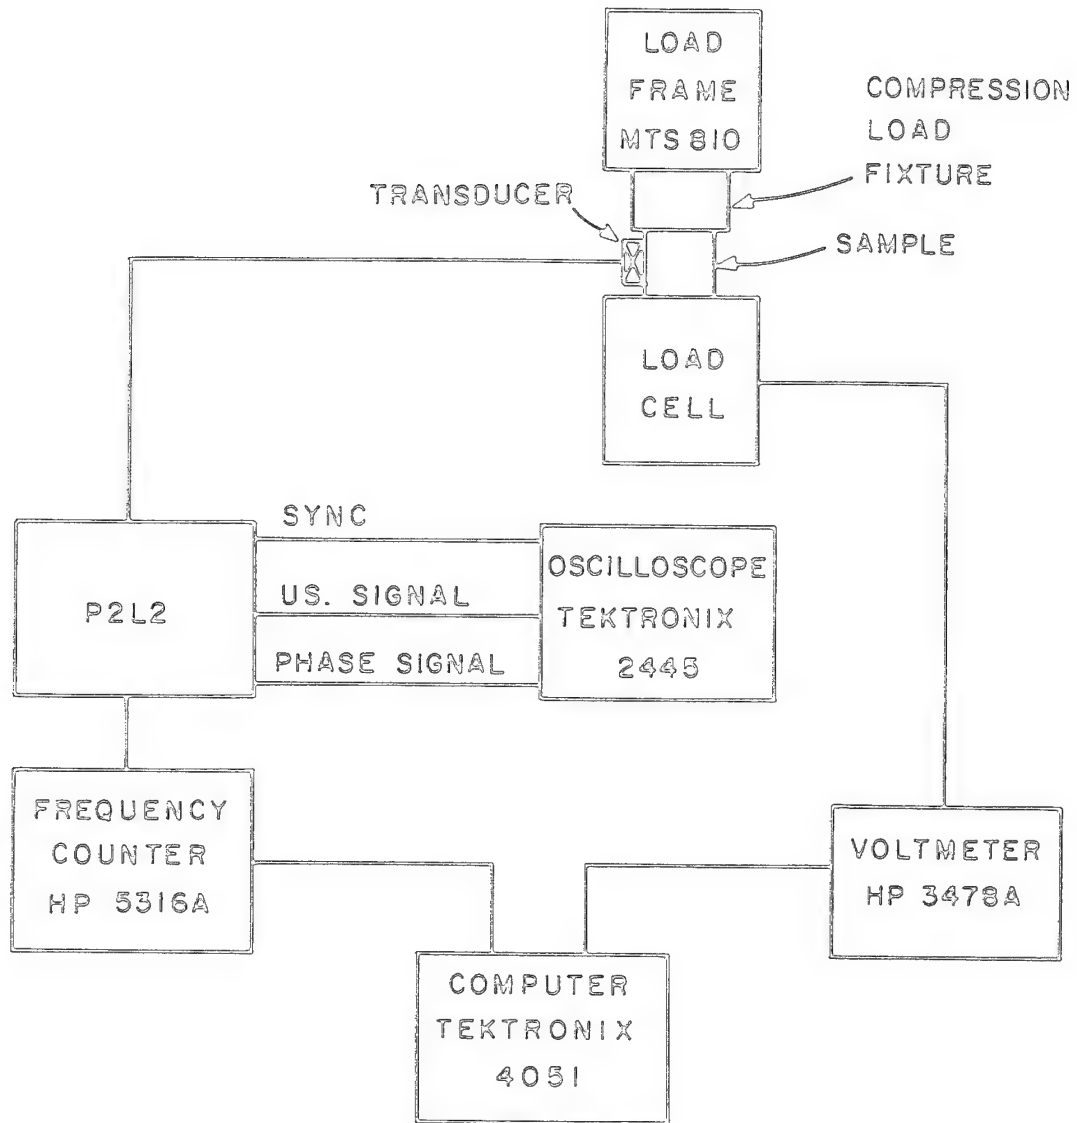 LOAD
FRAME
MTS 810
COMPRESSION
LOAD
FIXTURE
TRANSDUCER
SAMPLE
LOAD
CELL
SYNC
US. SIGNAL
PHASE SIGNAL
P2L2
OSCILLOSCOPE
TEKTRONIX
2445
FREQUENCY
COUNTER
HP 5316A
VOLTMETER
HP 3478A
COMPUTER
TEKTRONIX
4051